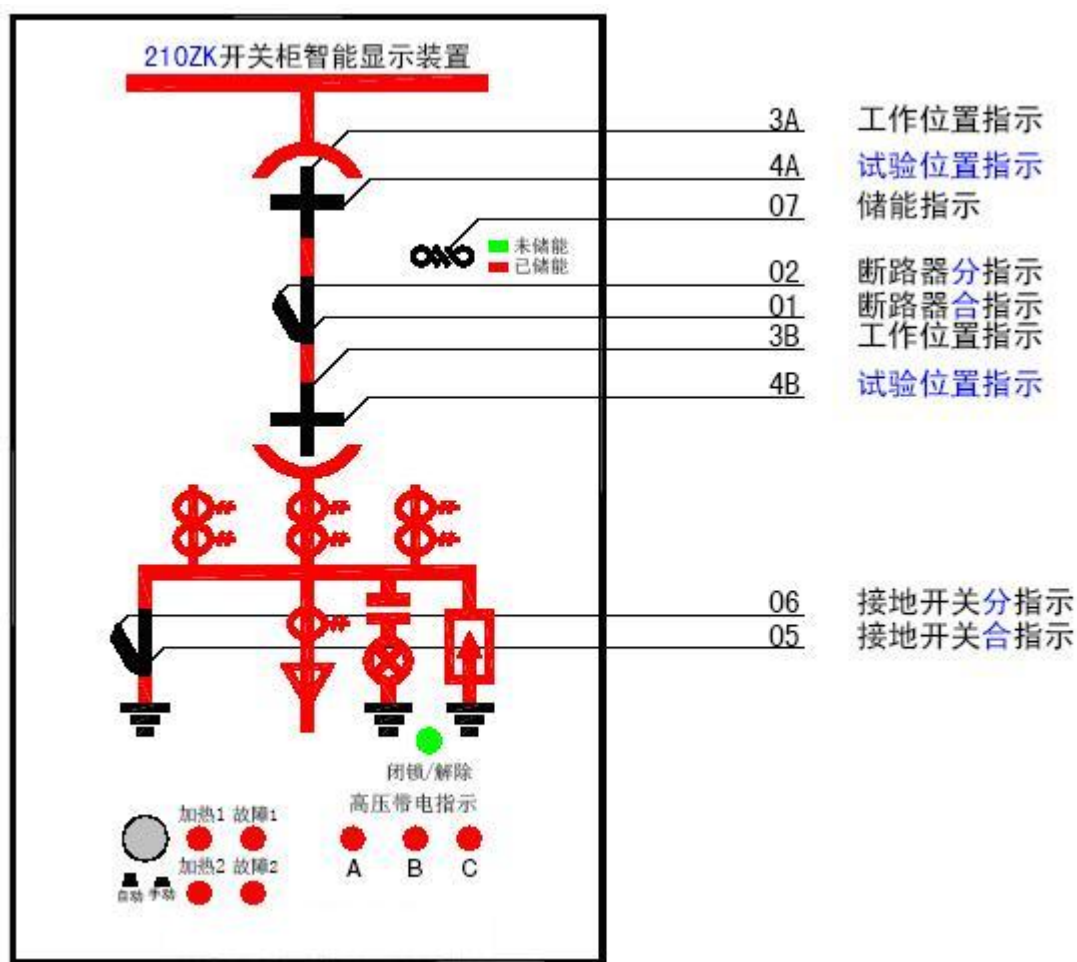 210ZK开关柜智能显示装置
3A 工作位置指示
4A 试验位置指示
07 储能指示
未储能
已储能
02 断路器分指示
01 断路器合指示
3B 工作位置指示
4B 试验位置指示
06 接地开关分指示
05 接地开关合指示
闭锁/解除
高压带电指示
加热1 故障1
A B C
加热2 故障2
自动 手动